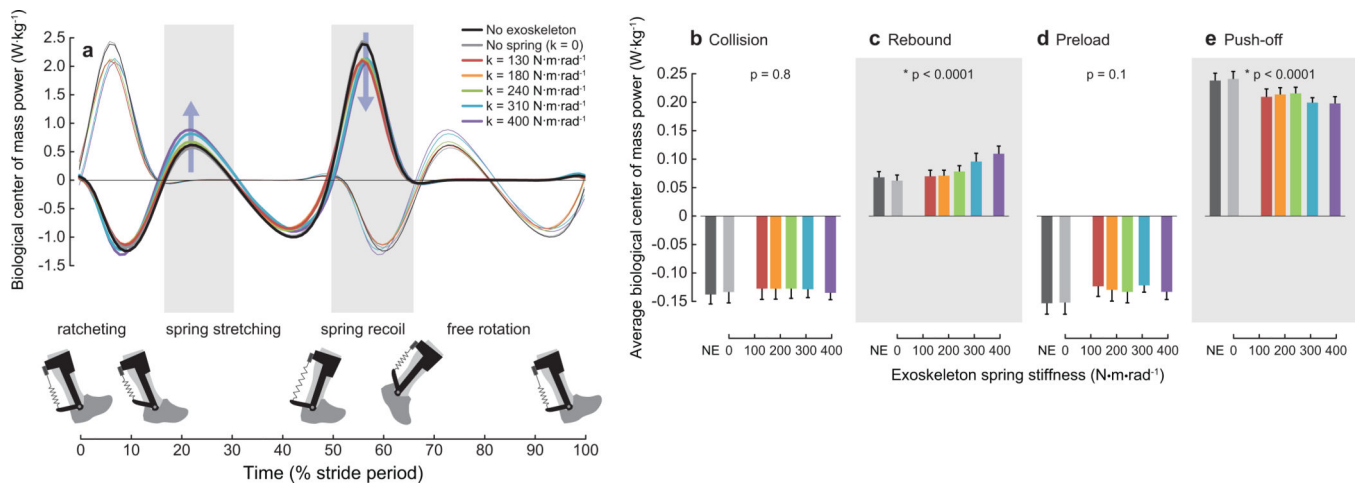 a
Biological center of mass power (W·kg⁻¹)
2.5
2.0
1.5
1.0
0.5
0
-0.5
-1.0
-1.5
No exoskeleton
No spring (k = 0)
k = 130 N·m·rad⁻¹
k = 180 N·m·rad⁻¹
k = 240 N·m·rad⁻¹
k = 310 N·m·rad⁻¹
k = 400 N·m·rad⁻¹
ratcheting spring stretching spring recoil free rotation
0 10 20 30 40 50 60 70 80 90 100
Time (% stride period)
Average biological center of mass power (W·kg⁻¹)
b Collision c Rebound d Preload e Push-off
p = 0.8 * p < 0.0001 p = 0.1 * p < 0.0001
0.25
0.20
0.15
0.10
0.05
0
-0.05
-0.10
-0.15
NE 0 100 200 300 400 NE 0 100 200 300 400 NE 0 100 200 300 400 NE 0 100 200 300 400
Exoskeleton spring stiffness (N·m·rad⁻¹)